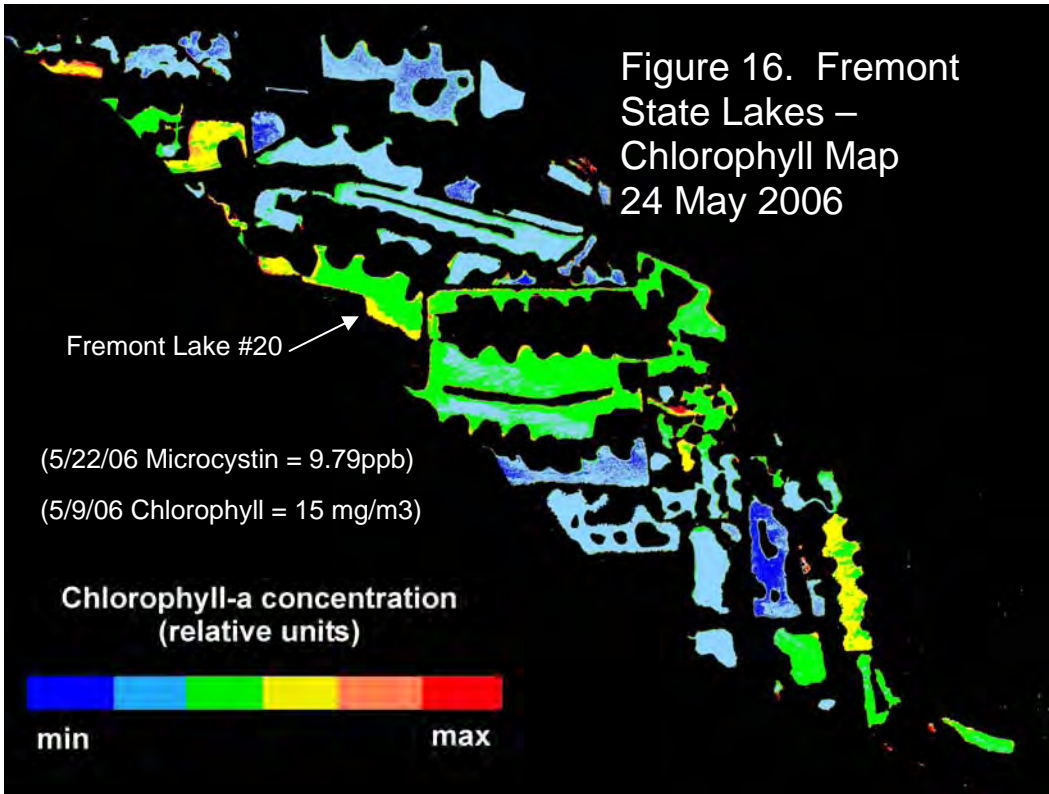 Figure 16.  Fremont
State Lakes –
Chlorophyll Map
24 May 2006
Fremont Lake #20
(5/22/06 Microcystin = 9.79ppb)
(5/9/06 Chlorophyll = 15 mg/m3)
Chlorophyll-a concentration
(relative units)
min max